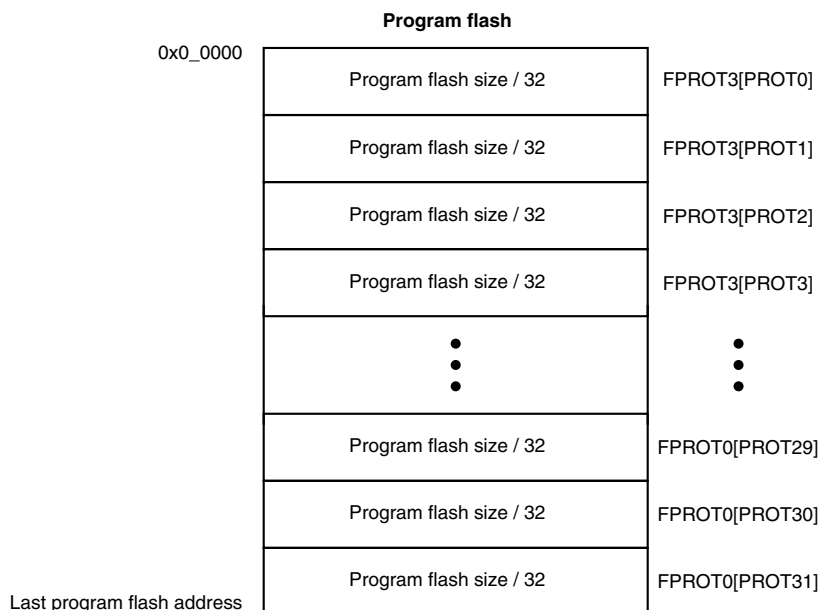 Program flash
0x0_0000
Program flash size / 32 FPROT3[PROT0]
Program flash size / 32 FPROT3[PROT1]
Program flash size / 32 FPROT3[PROT2]
Program flash size / 32 FPROT3[PROT3]
Program flash size / 32 FPROT0[PROT29]
Program flash size / 32 FPROT0[PROT30]
Program flash size / 32 FPROT0[PROT31]
Last program flash address